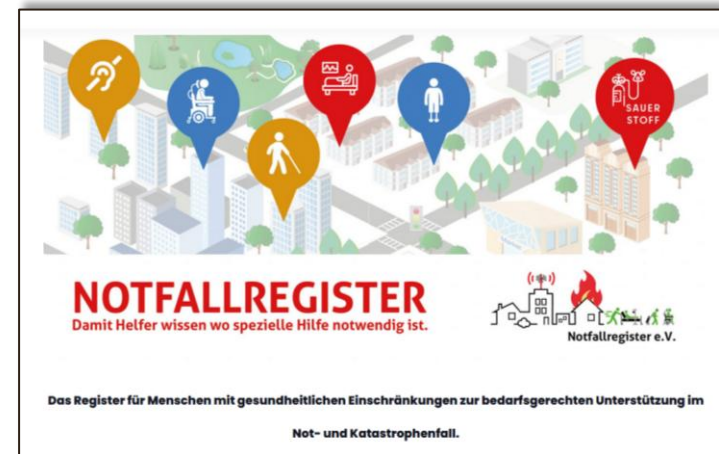 SAUER
STOFF
NOTFALLREGISTER
Damit Helfer wissen wo spezielle Hilfe notwendig ist.
Notfallregister e.V.
Das Register für Menschen mit gesundheitlichen Einschränkungen zur bedarfsgerechten Unterstützung im
Not- und Katastrophenfall.